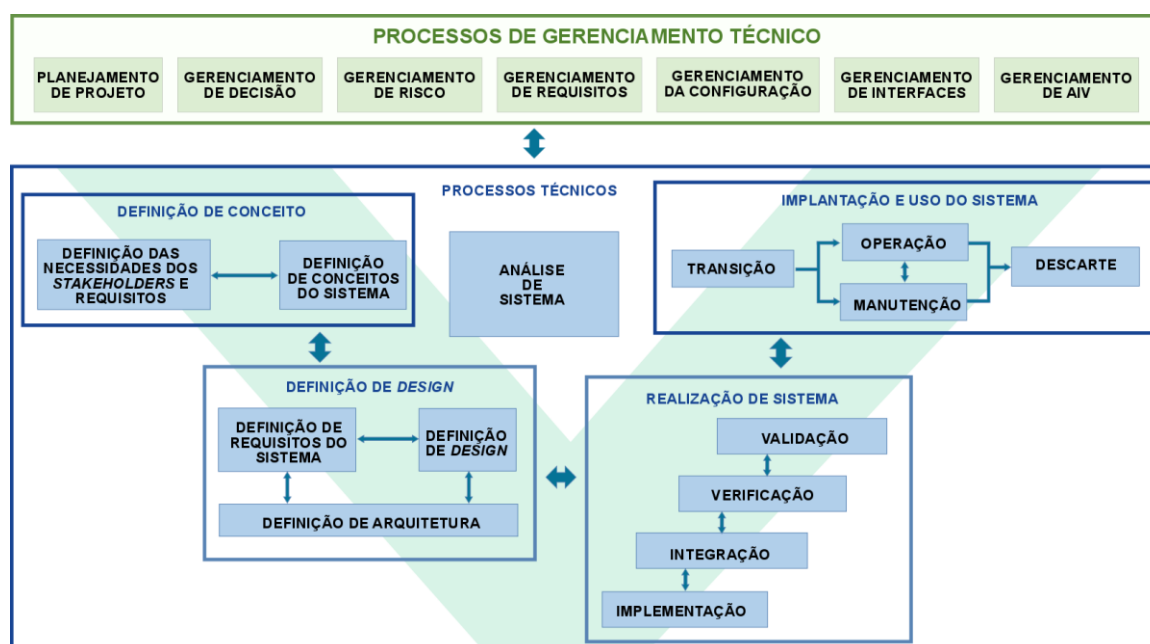 PROCESSOS DE GERENCIAMENTO TÉCNICO
PLANEJAMENTO
DE PROJETO
GERENCIAMENTO
DE DECISÃO
GERENCIAMENTO
DE RISCO
GERENCIAMENTO
DE REQUISITOS
GERENCIAMENTO
DA CONFIGURAÇÃO
GERENCIAMENTO
DE INTERFACES
GERENCIAMENTO
DE AIV
PROCESSOS TÉCNICOS
DEFINIÇÃO DE CONCEITO
DEFINIÇÃO DAS
NECESSIDADES DOS
STAKEHOLDERS E
REQUISITOS
DEFINIÇÃO
DE CONCEITOS
DO SISTEMA
ANÁLISE
DE
SISTEMA
IMPLANTAÇÃO E USO DO SISTEMA
TRANSIÇÃO
OPERAÇÃO
MANUTENÇÃO
DESCARTE
DEFINIÇÃO DE DESIGN
DEFINIÇÃO DE
REQUISITOS DO
SISTEMA
DEFINIÇÃO
DE DESIGN
DEFINIÇÃO DE ARQUITETURA
REALIZAÇÃO DE SISTEMA
VALIDAÇÃO
VERIFICAÇÃO
INTEGRAÇÃO
IMPLEMENTAÇÃO